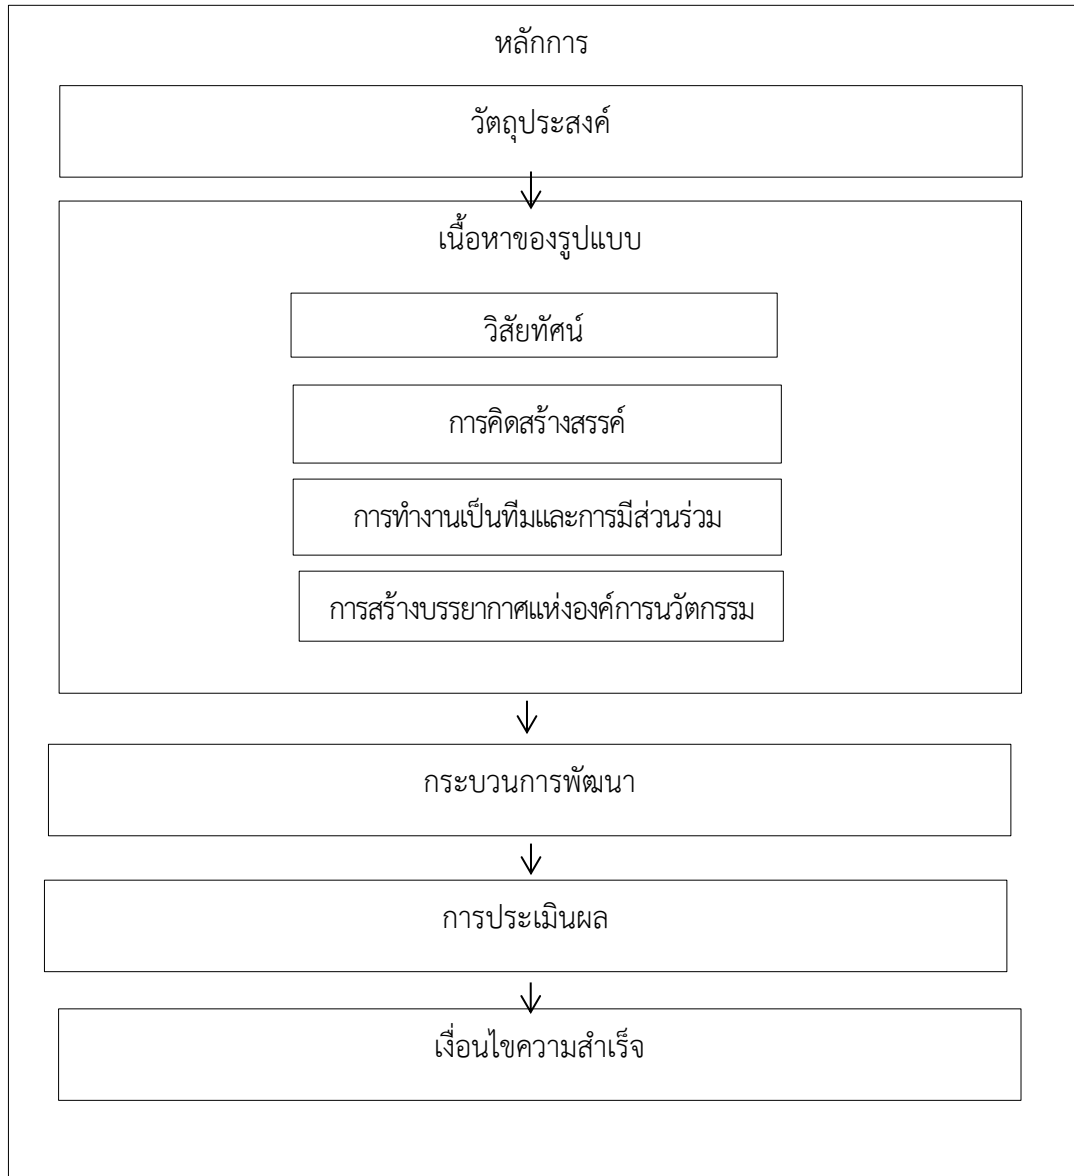 หลักการ
วัตถุประสงค์
เนื้อหาของรูปแบบ
วิสัยทัศน์
การคิดสร้างสรรค์
การทำงานเป็นทีมและการมีส่วนร่วม
การสร้างบรรยากาศแห่งองค์การนวัตกรรม
กระบวนการพัฒนา
การประเมินผล
เงื่อนไขความสำเร็จ